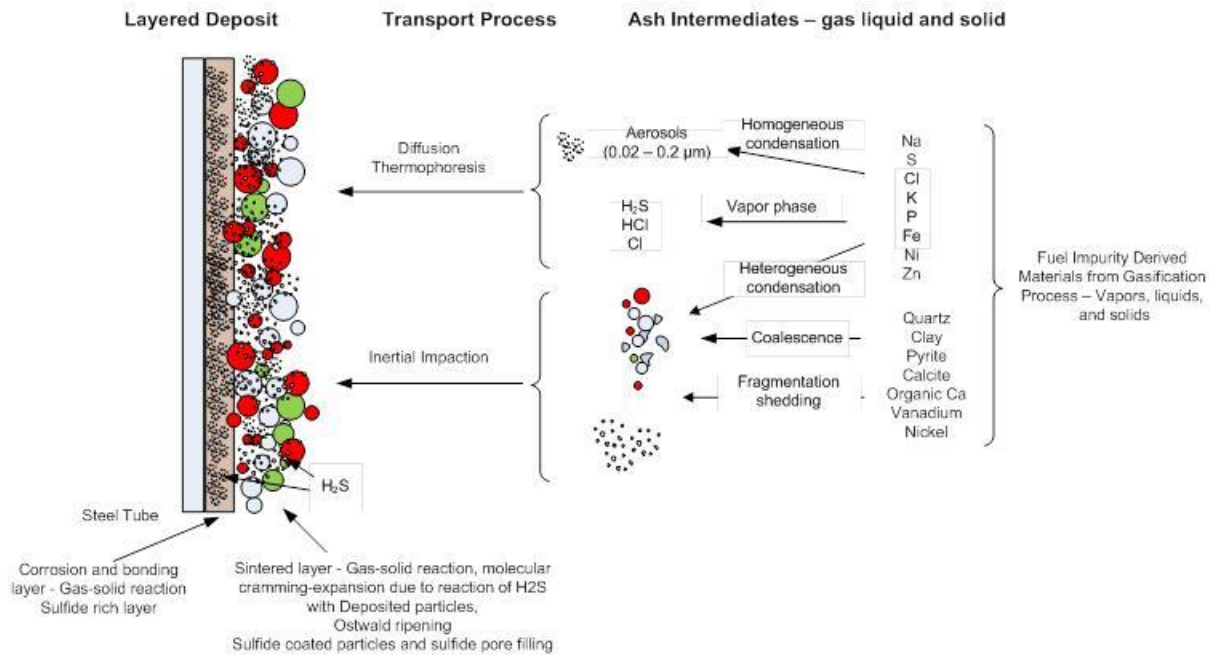 Layered Deposit
Transport Process
Ash Intermediates – gas liquid and solid
Diffusion
Thermophoresis
Aerosols
(0.02 – 0.2 μm)
Homogeneous
condensation
Na
S
Cl
K
P
Fe
Ni
Zn
H₂S
HCl
Cl
Vapor phase
Heterogeneous
condensation
Fuel Impurity Derived
Materials from Gasification
Process – Vapors, liquids,
and solids
Inertial Impaction
Coalescence
Fragmentation
shedding
Quartz
Clay
Pyrite
Calcite
Organic Ca
Vanadium
Nickel
H₂S
Steel Tube
Corrosion and bonding
layer - Gas-solid reaction
Sulfide rich layer
Sintered layer - Gas-solid reaction, molecular
cramming-expansion due to reaction of H2S
with Deposited particles,
Ostwald ripening
Sulfide coated particles and sulfide pore filling